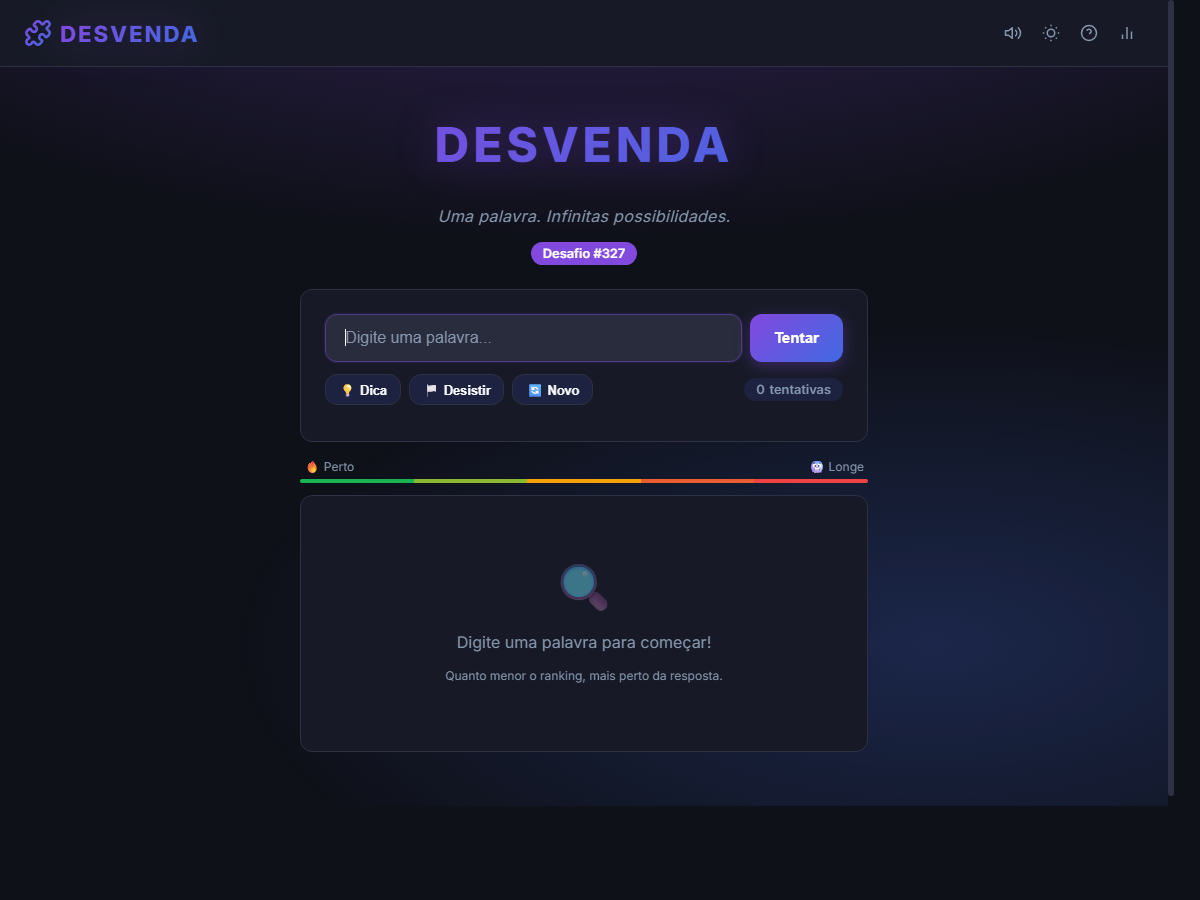 DESVENDA
DESVENDA
Uma palavra. Infinitas possibilidades.
Desafio #327
Digite uma palavra...
Tentar
Dica
Desistir
Novo
0 tentativas
Perto
Longe
Digite uma palavra para começar!
Quanto menor o ranking, mais perto da resposta.